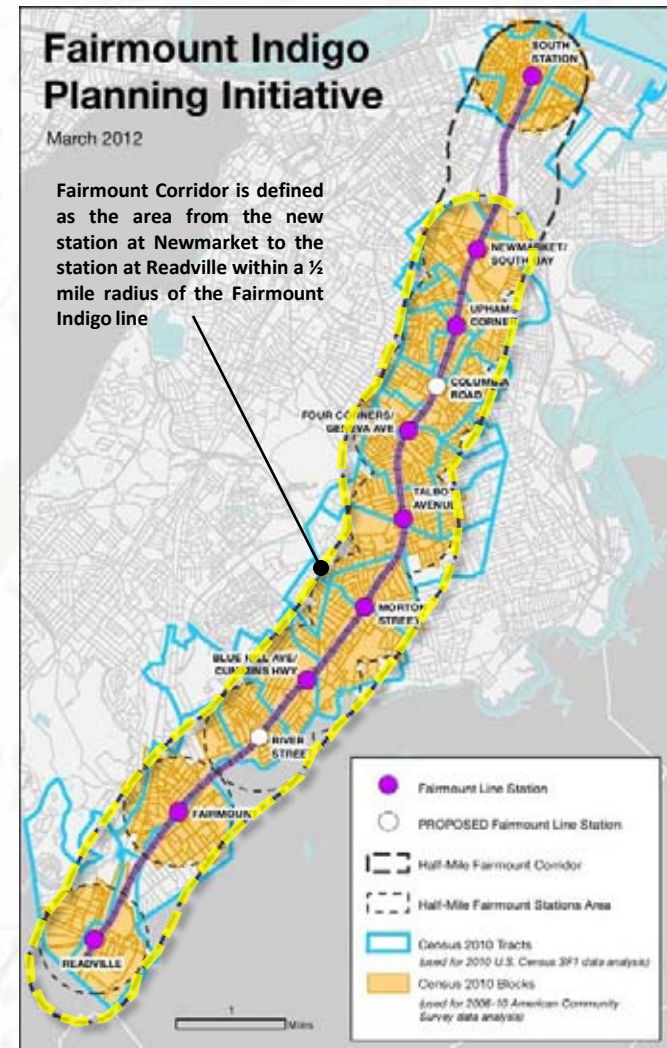 Fairmount Indigo
Planning Initiative
March 2012
SOUTH
STATION
Fairmount Corridor is defined
as the area from the new
station at Newmarket to the
station at Readville within a ½
mile radius of the Fairmount
Indigo line
NEWMARKET/
SOUTH BAY
UPHAMS
CORNER
COLUMBIA
ROAD
FOUR CORNERS/
GENEVA AVE
TALBOT
AVENUE
MORTON
STREET
BLUE HILL AVE/
CUMMINS HWY
RIVER
STREET
FAIRMOUNT
READVILLE
Fairmount Line Station
PROPOSED Fairmount Line Station
Half-Mile Fairmount Corridor
Half-Mile Fairmount Stations Area
Census 2010 Tracts
(used for 2010 U.S. Census SF1 data analysis)
Census 2010 Blocks
(used for 2006-10 American Community
Survey data analysis)
1
Miles